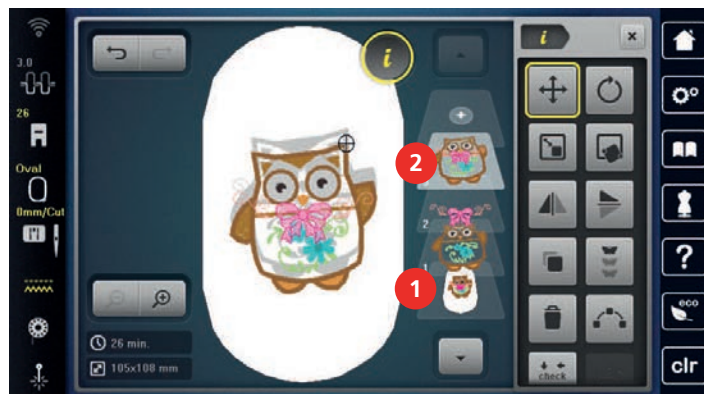 3.0
26
Oval
0mm/Cut
i
2
2
1
1
26 min.
105x108 mm
i
×
check
?
eco
clr